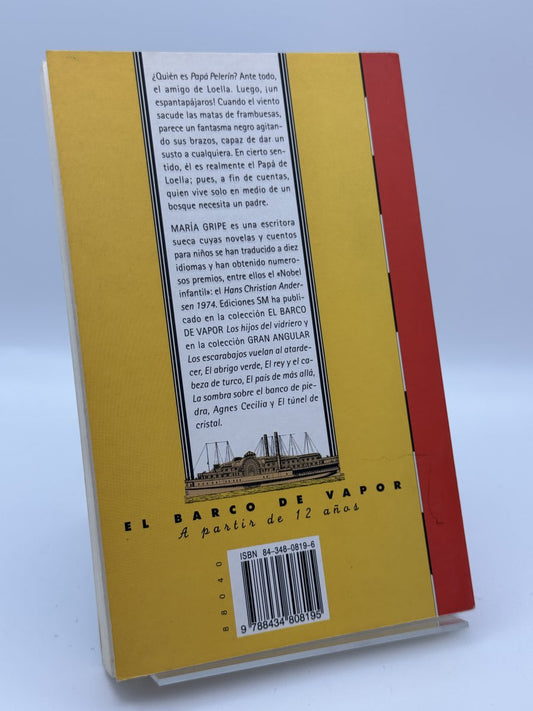 ¿Quién es Papá Pelerín? Ante todo,
el amigo de Loella. Luego, ¡un
espantapájaros! Cuando el viento
sacude las matas de frambuesas,
parece un fantasma negro agitan-
do sus brazos, capaz de dar un
susto a cualquiera. En cierto sen-
tido, él es realmente el Papá de
Loella; pues, a fin de cuentas,
quien vive solo en medio de un
bosque necesita un padre.
MARÍA GRIPE es una escritora
sueca cuyas novelas y cuentos
para niños se han traducido a diez
idiomas y han obtenido numero-
sos premios, entre ellos el «Nobel
infantil»: el Hans Christian Ander-
sen 1974. Ediciones SM ha publi-
cado en la colección EL BARCO
DE VAPOR Los hijos del vidriero y
en la colección GRAN ANGULAR
Los escarabajos vuelan al atarde-
cer, El abrigo verde, El rey y el ca-
beza de turco, El país de más allá,
La sombra sobre el banco de pie-
dra, Agnes Cecilia y El túnel de
cristal.
EL BARCO DE VAPOR
A partir de 12 años
88040
ISBN 84-348-0819-6
9 788434 808195